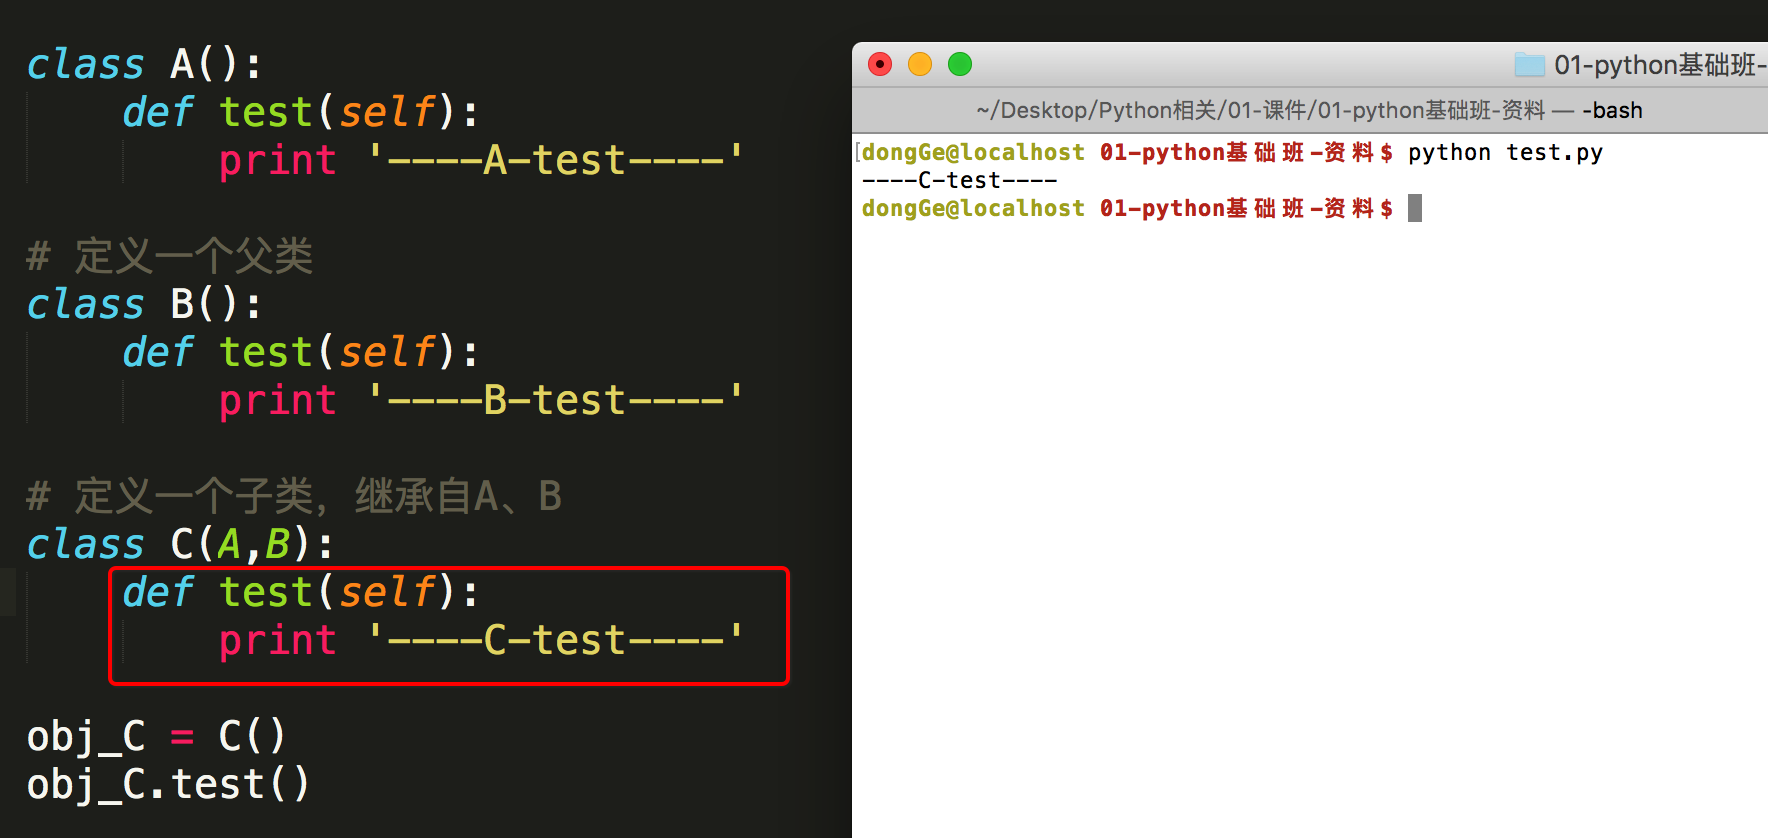 class A():
    def test(self):
        print '----A-test----'
# 定义一个父类
class B():
    def test(self):
        print '----B-test----'
# 定义一个子类，继承自A、B
class C(A,B):
    def test(self):
        print '----C-test----'
obj_C = C()
obj_C.test()
01-python基础班-
~/Desktop/Python相关/01-课件/01-python基础班-资料 — -bash
[dongGe@localhost 01-python基础班-资料$ python test.py
----C-test----
dongGe@localhost 01-python基础班-资料$